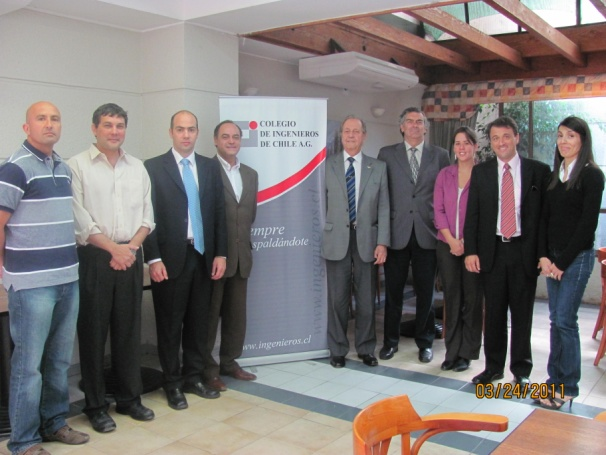 COLEGIO
DE INGENIEROS
DE CHILE A.G.
empre
spaldándote
www.ingenieros.cl
03/24/2011